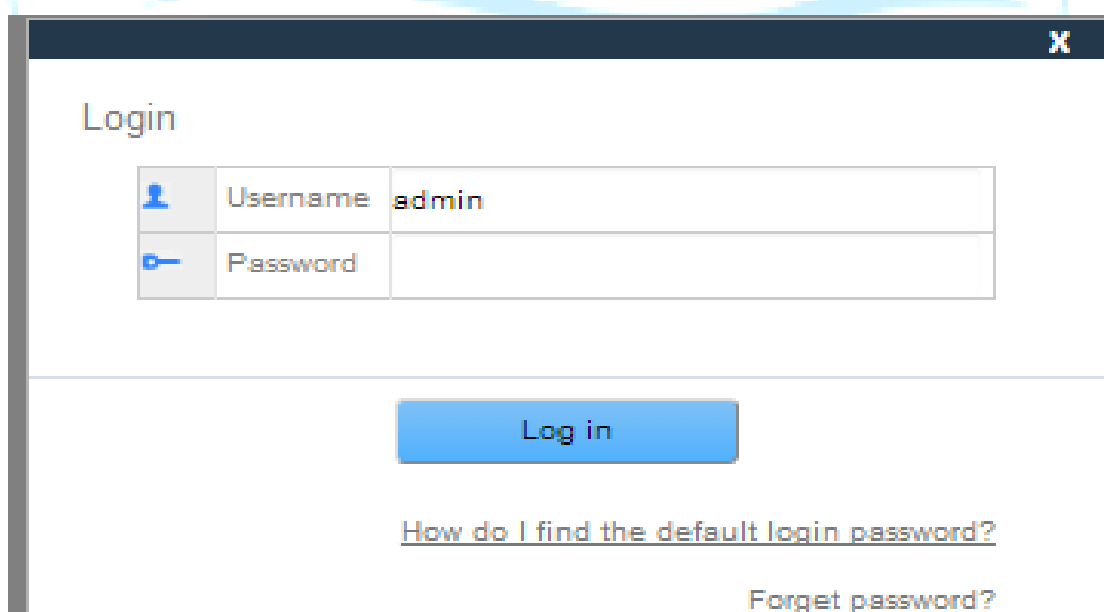 x
Login
Username admin
Password
Log in
How do I find the default login password?
Forget password?